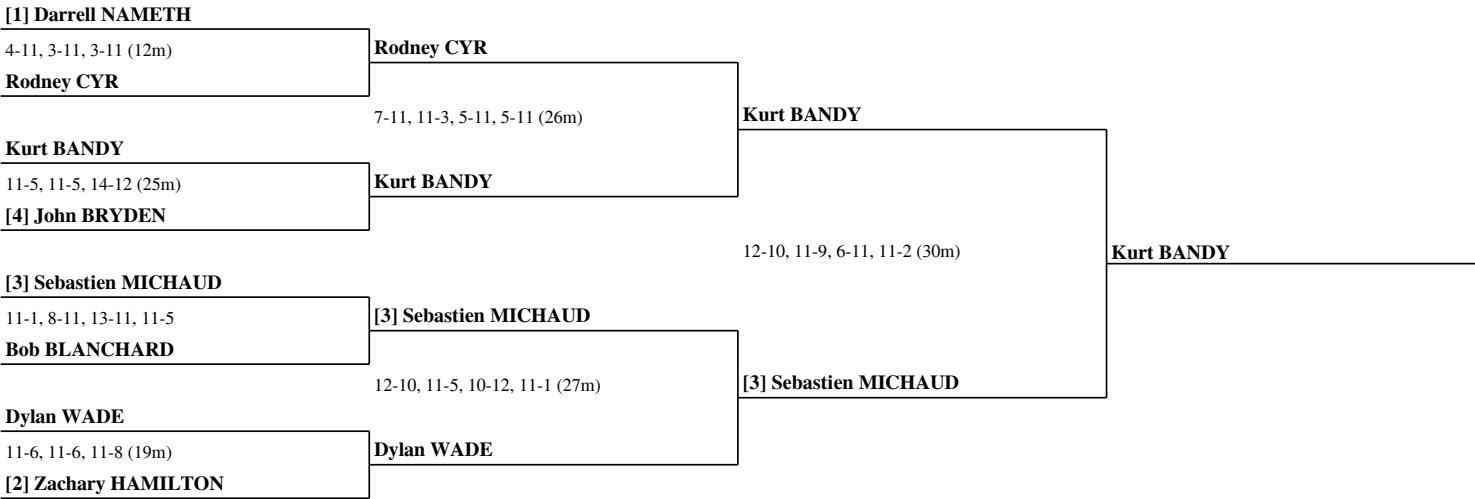 [1] Darrell NAMETH
4-11, 3-11, 3-11 (12m)
Rodney CYR
Rodney CYR
7-11, 11-3, 5-11, 5-11 (26m)
Kurt BANDY
Kurt BANDY
11-5, 11-5, 14-12 (25m)
Kurt BANDY
[4] John BRYDEN
12-10, 11-9, 6-11, 11-2 (30m)
Kurt BANDY
[3] Sebastien MICHAUD
11-1, 8-11, 13-11, 11-5
[3] Sebastien MICHAUD
Bob BLANCHARD
12-10, 11-5, 10-12, 11-1 (27m)
[3] Sebastien MICHAUD
Dylan WADE
11-6, 11-6, 11-8 (19m)
Dylan WADE
[2] Zachary HAMILTON